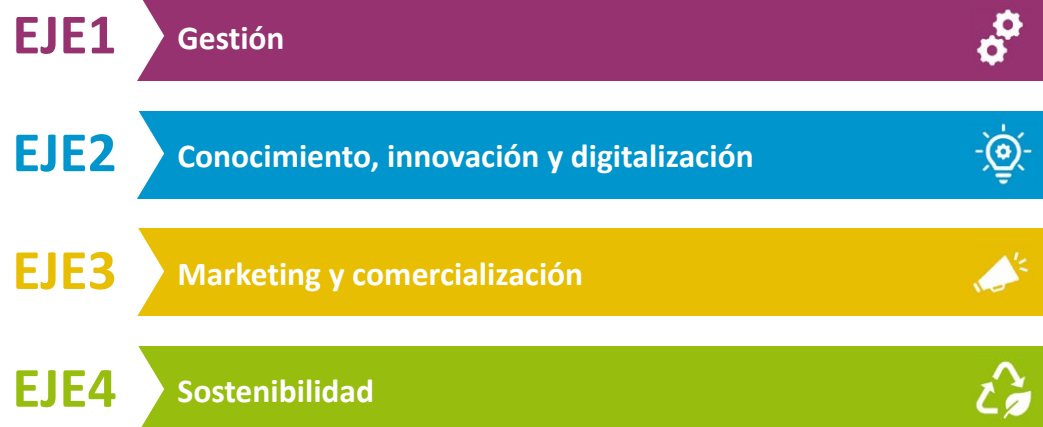 EJE1 Gestión
EJE2 Conocimiento, innovación y digitalización
EJE3 Marketing y comercialización
EJE4 Sostenibilidad